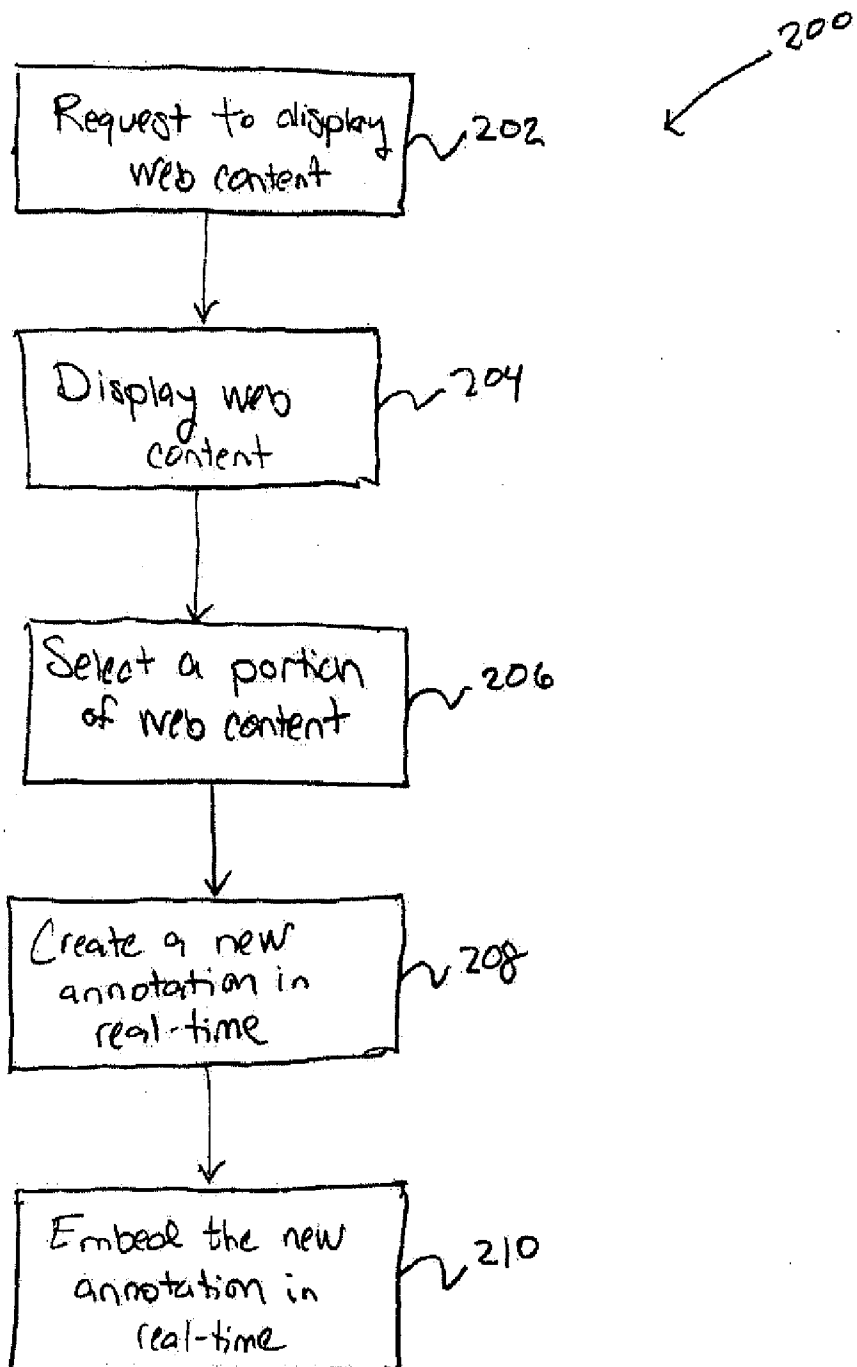 200
Request to display
web content
202
Display web
content
204
Select a portion
of web content
206
Create a new
annotation in
real-time
208
Embed the new
annotation in
real-time
210